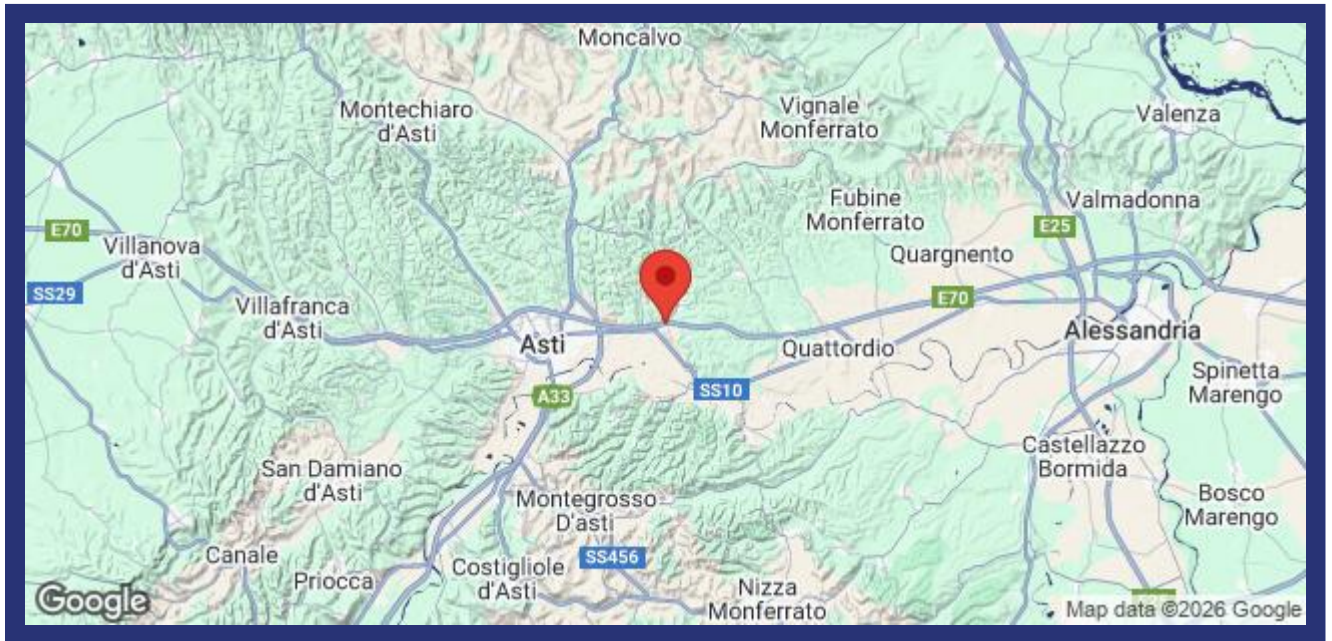 Moncalvo
Montechiaro
d'Asti
Vignale
Monferrato
Valenza
Fubine
Monferrato
Valmadonna
E25
E70
Villanova
d'Asti
Quargnento
SS29
Villafranca
d'Asti
E70
Asti
Quattordio
Alessandria
SS10
A33
Spinetta
Marengo
Castellazzo
Bormida
San Damiano
d'Asti
Montegrosso
D'asti
Bosco
Marengo
Canale
Priocca
Costigliole
d'Asti
SS456
Nizza
Monferrato
Google
Map data ©2026 Google